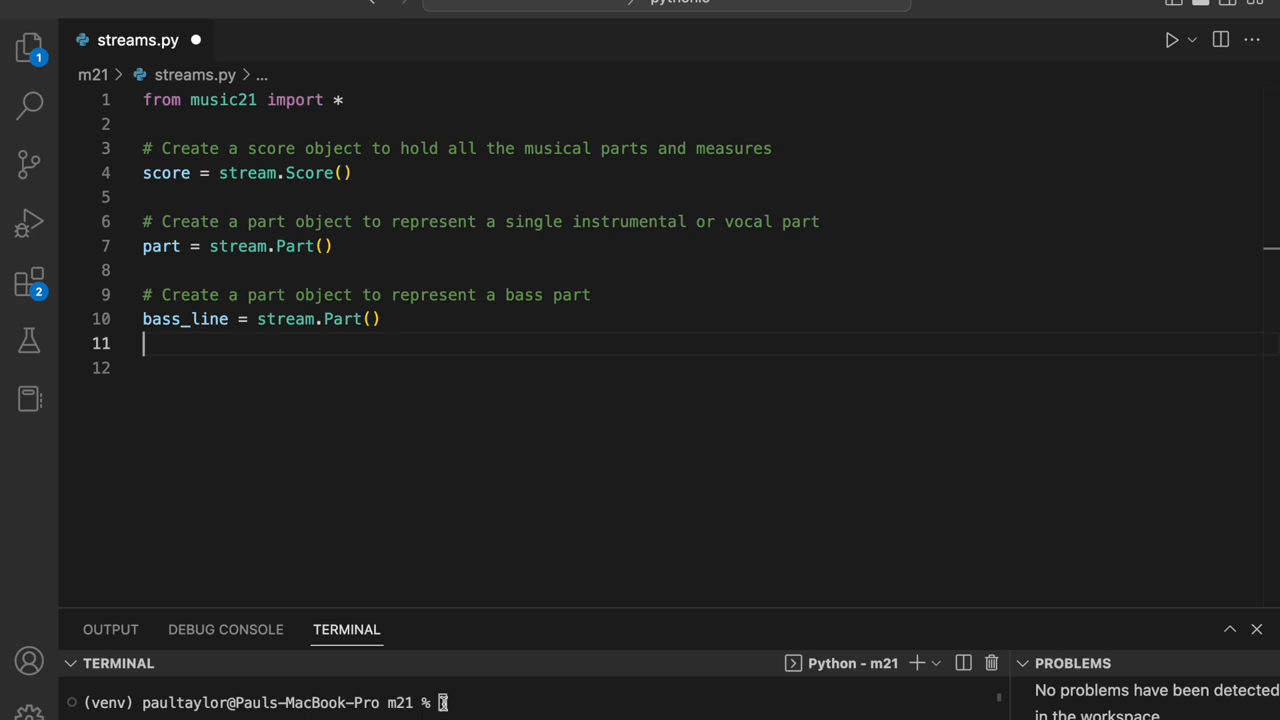 streams.py
m21 > streams.py > ...
1 from music21 import *
2
3 # Create a score object to hold all the musical parts and measures
4 score = stream.Score()
5
6 # Create a part object to represent a single instrumental or vocal part
7 part = stream.Part()
8
9 # Create a part object to represent a bass part
10 bass_line = stream.Part()
11
12
1
2
OUTPUT DEBUG CONSOLE TERMINAL
TERMINAL Python - m21 PROBLEMS
(venv) paultaylor@Pauls-MacBook-Pro m21 %
No problems have been detected
in the workspace